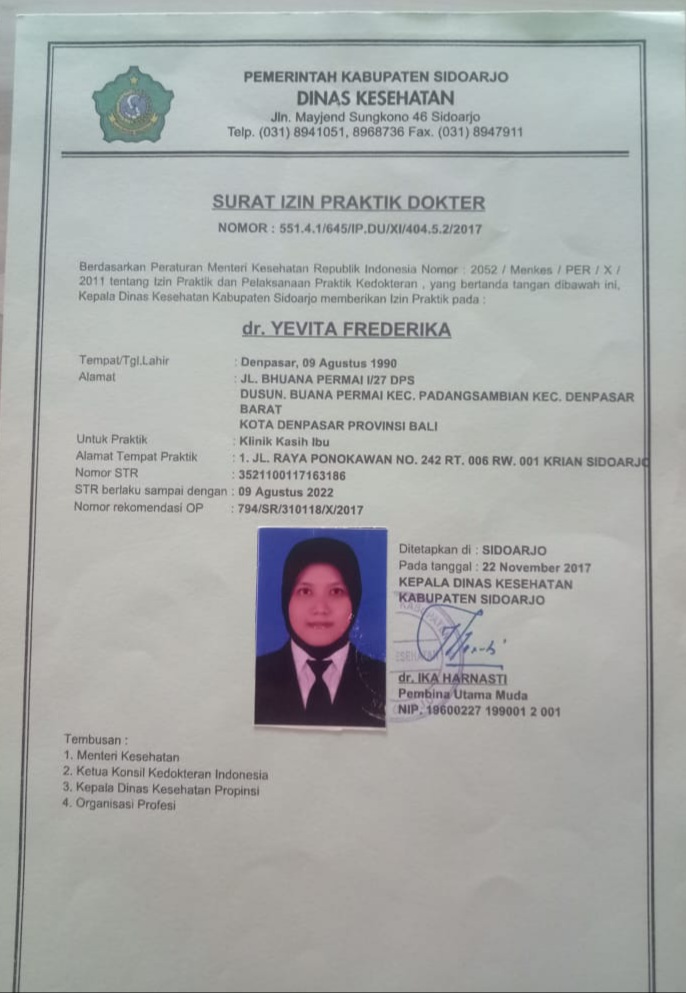 PEMERINTAH KABUPATEN SIDOARJO
DINAS KESEHATAN
Jln. Mayjend Sungkono 46 Sidoarjo
Telp. (031) 8941051, 8968736 Fax. (031) 8947911
SURAT IZIN PRAKTIK DOKTER
NOMOR : 551.4.1/645/IP.DU/XI/404.5.2/2017
Berdasarkan Peraturan Menteri Kesehatan Republik Indonesia Nomor : 2052 / Menkes / PER / X /
2011 tentang Izin Praktik dan Pelaksanaan Praktik Kedokteran , yang bertanda tangan dibawah ini,
Kepala Dinas Kesehatan Kabupaten Sidoarjo memberikan Izin Praktik pada :
dr. YEVITA FREDERIKA
Tempat/Tgl.Lahir : Denpasar, 09 Agustus 1990
Alamat : JL. BHUANA PERMAI I/27 DPS
DUSUN. BUANA PERMAI KEC. PADANGSAMBIAN KEC. DENPASAR
BARAT
KOTA DENPASAR PROVINSI BALI
Untuk Praktik : Klinik Kasih Ibu
Alamat Tempat Praktik : 1. JL. RAYA PONOKAWAN NO. 242 RT. 006 RW. 001 KRIAN SIDOARJO
Nomor STR : 3521100117163186
STR berlaku sampai dengan : 09 Agustus 2022
Nomor rekomendasi OP : 794/SR/310118/X/2017
Ditetapkan di : SIDOARJO
Pada tanggal : 22 November 2017
KEPALA DINAS KESEHATAN
KABUPATEN SIDOARJO
dr. IKA HARNASTI
Pembina Utama Muda
NIP. 19600227 199001 2 001
Tembusan :
1. Menteri Kesehatan
2. Ketua Konsil Kedokteran Indonesia
3. Kepala Dinas Kesehatan Propinsi
4. Organisasi Profesi